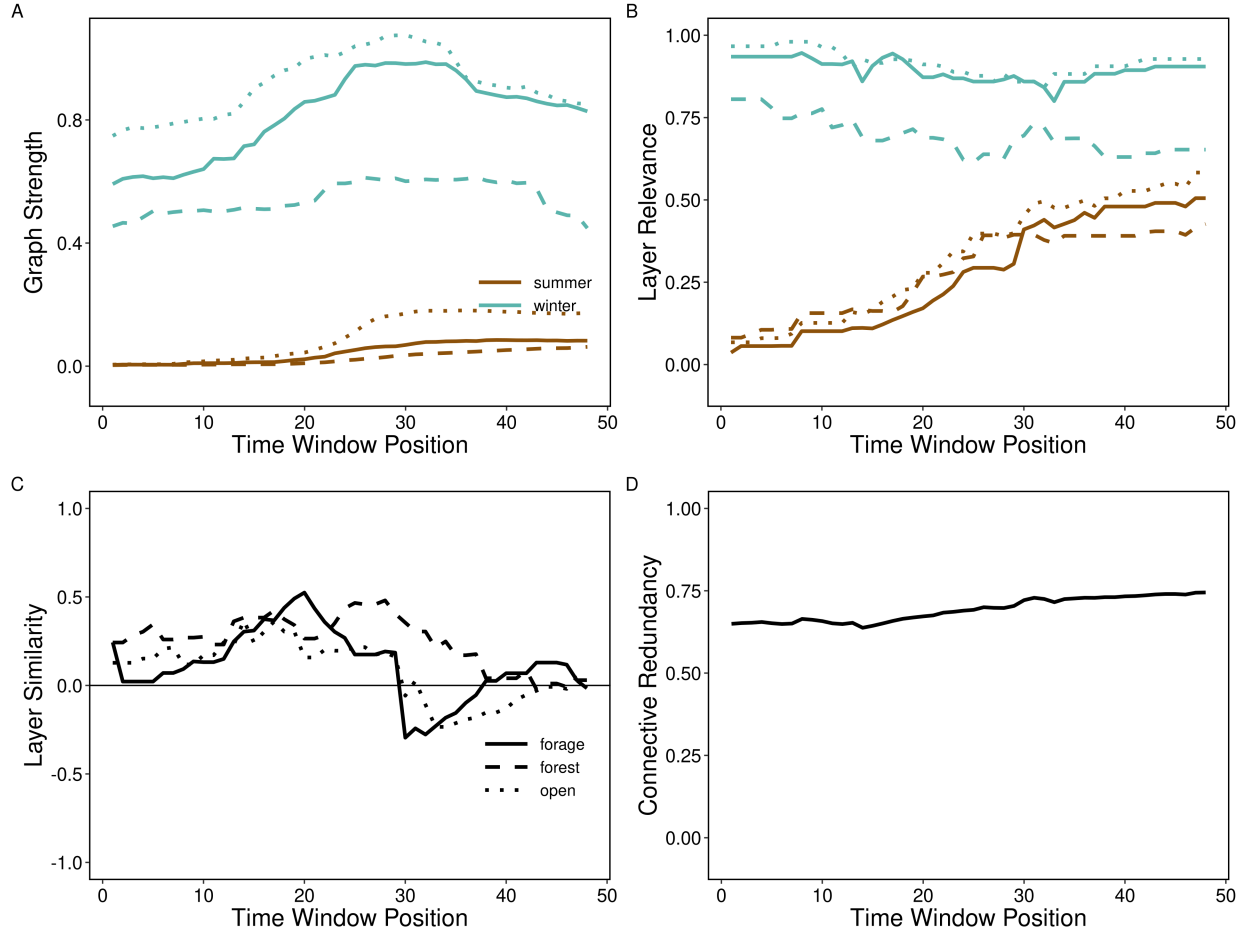 A
Graph Strength
0.8
0.4
0.0
summer
winter
0 10 20 30 40 50
Time Window Position
B
Layer Relevance
1.00
0.75
0.50
0.25
0.00
0 10 20 30 40 50
Time Window Position
C
Layer Similarity
1.0
0.5
0.0
-0.5
-1.0
forage
forest
open
0 10 20 30 40 50
Time Window Position
D
Connective Redundancy
1.00
0.75
0.50
0.25
0.00
0 10 20 30 40 50
Time Window Position